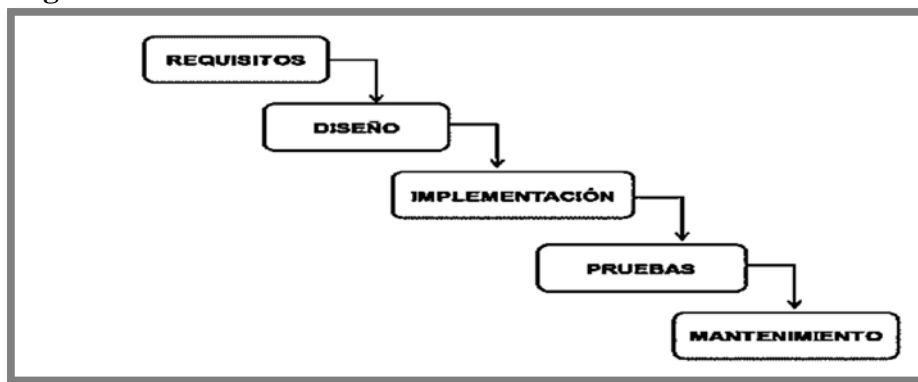 REQUISITOS
DISEÑO
IMPLEMENTACIÓN
PRUEBAS
MANTENIMIENTO